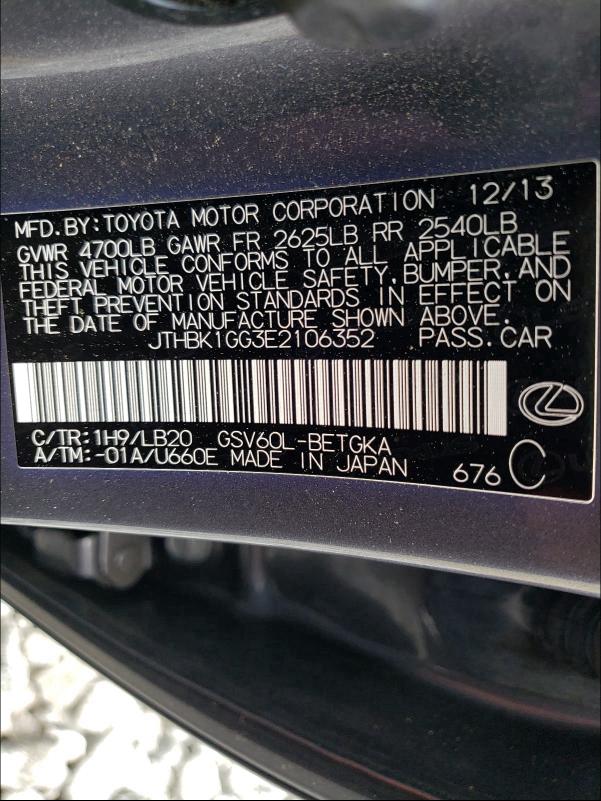 MFD.BY:TOYOTA MOTOR CORPORATION 12/13
GVWR 4700LB GAWR FR 2625LB RR 2540LB
THIS VEHICLE CONFORMS TO ALL APPLICABLE
FEDERAL MOTOR VEHICLE SAFETY,BUMPER,AND
THEFT PREVENTION STANDARDS IN EFFECT ON
THE DATE OF MANUFACTURE SHOWN ABOVE.
JTHBK1GG3E2106352 PASS.CAR
C/TR:1H9/LB20 GSV60L-BETGKA
A/TM:-01A/U660E MADE IN JAPAN 676 C